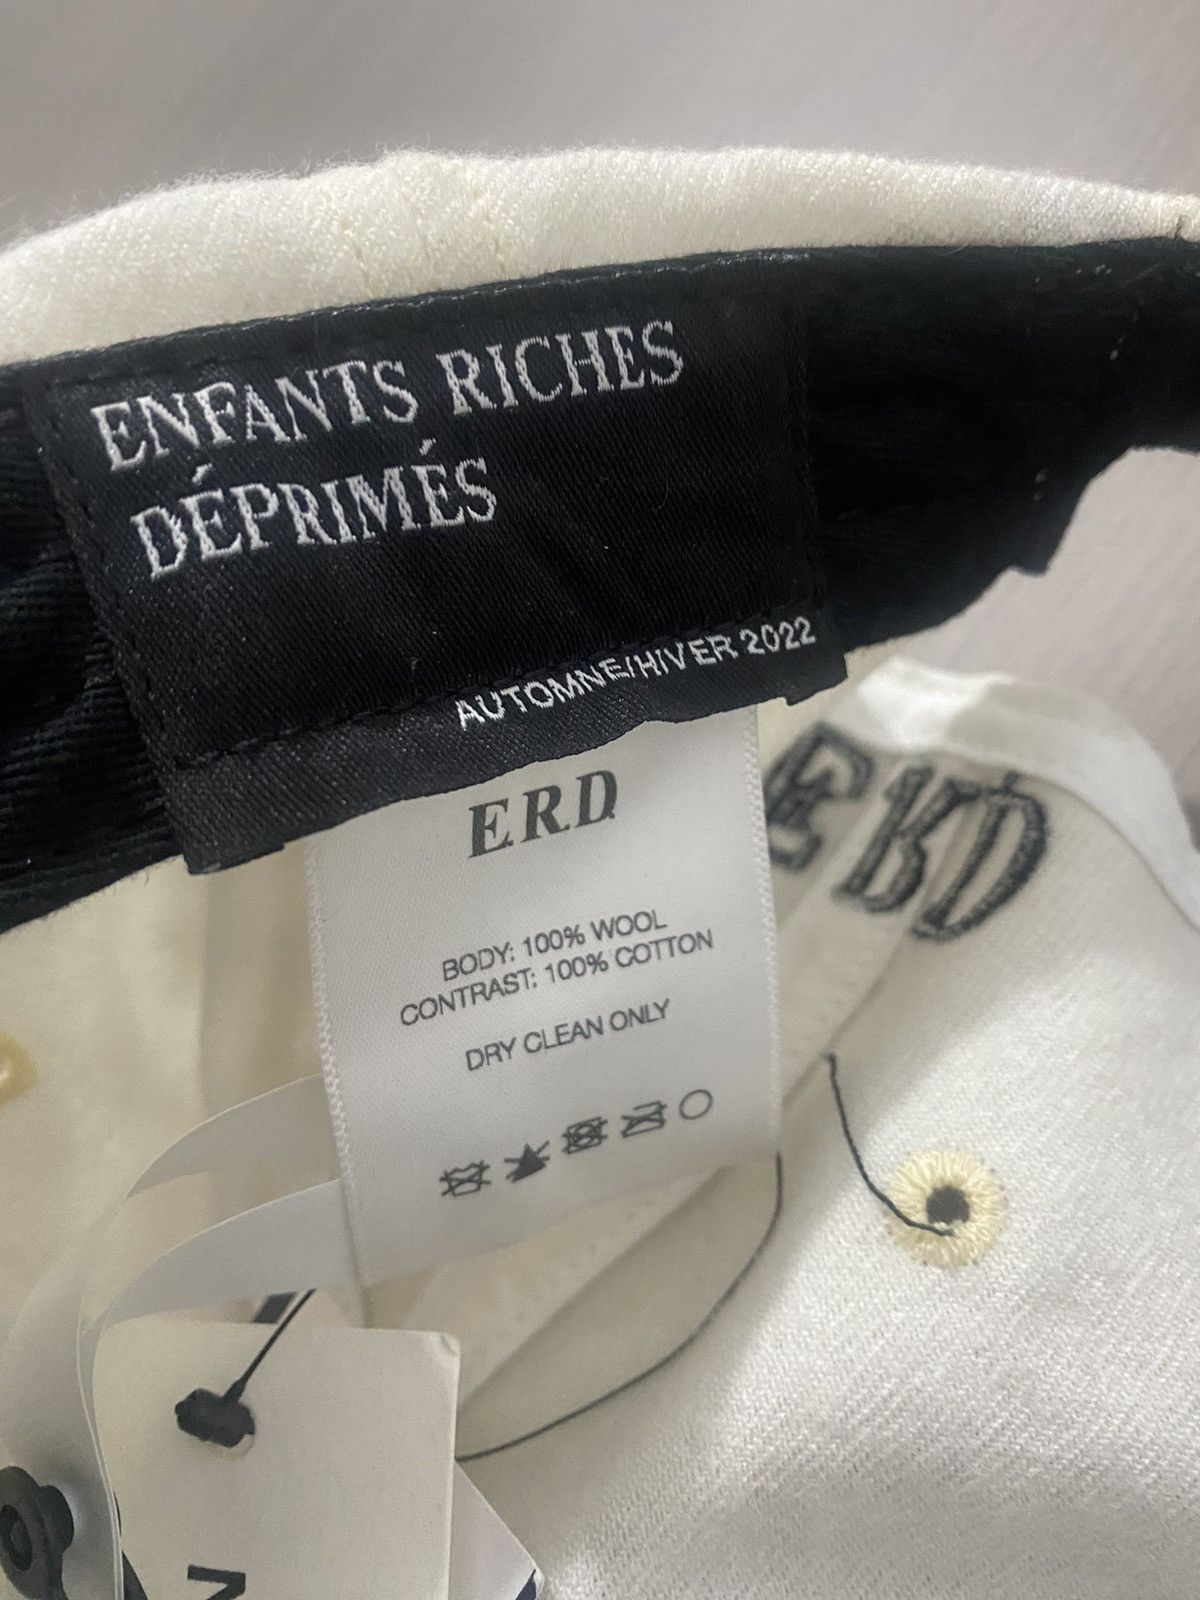 ENFANTS RICHES
DÉPRIMÉS
AUTOMNE/HIVER 2022
ERD
ERD
BODY: 100% WOOL
CONTRAST: 100% COTTON
DRY CLEAN ONLY